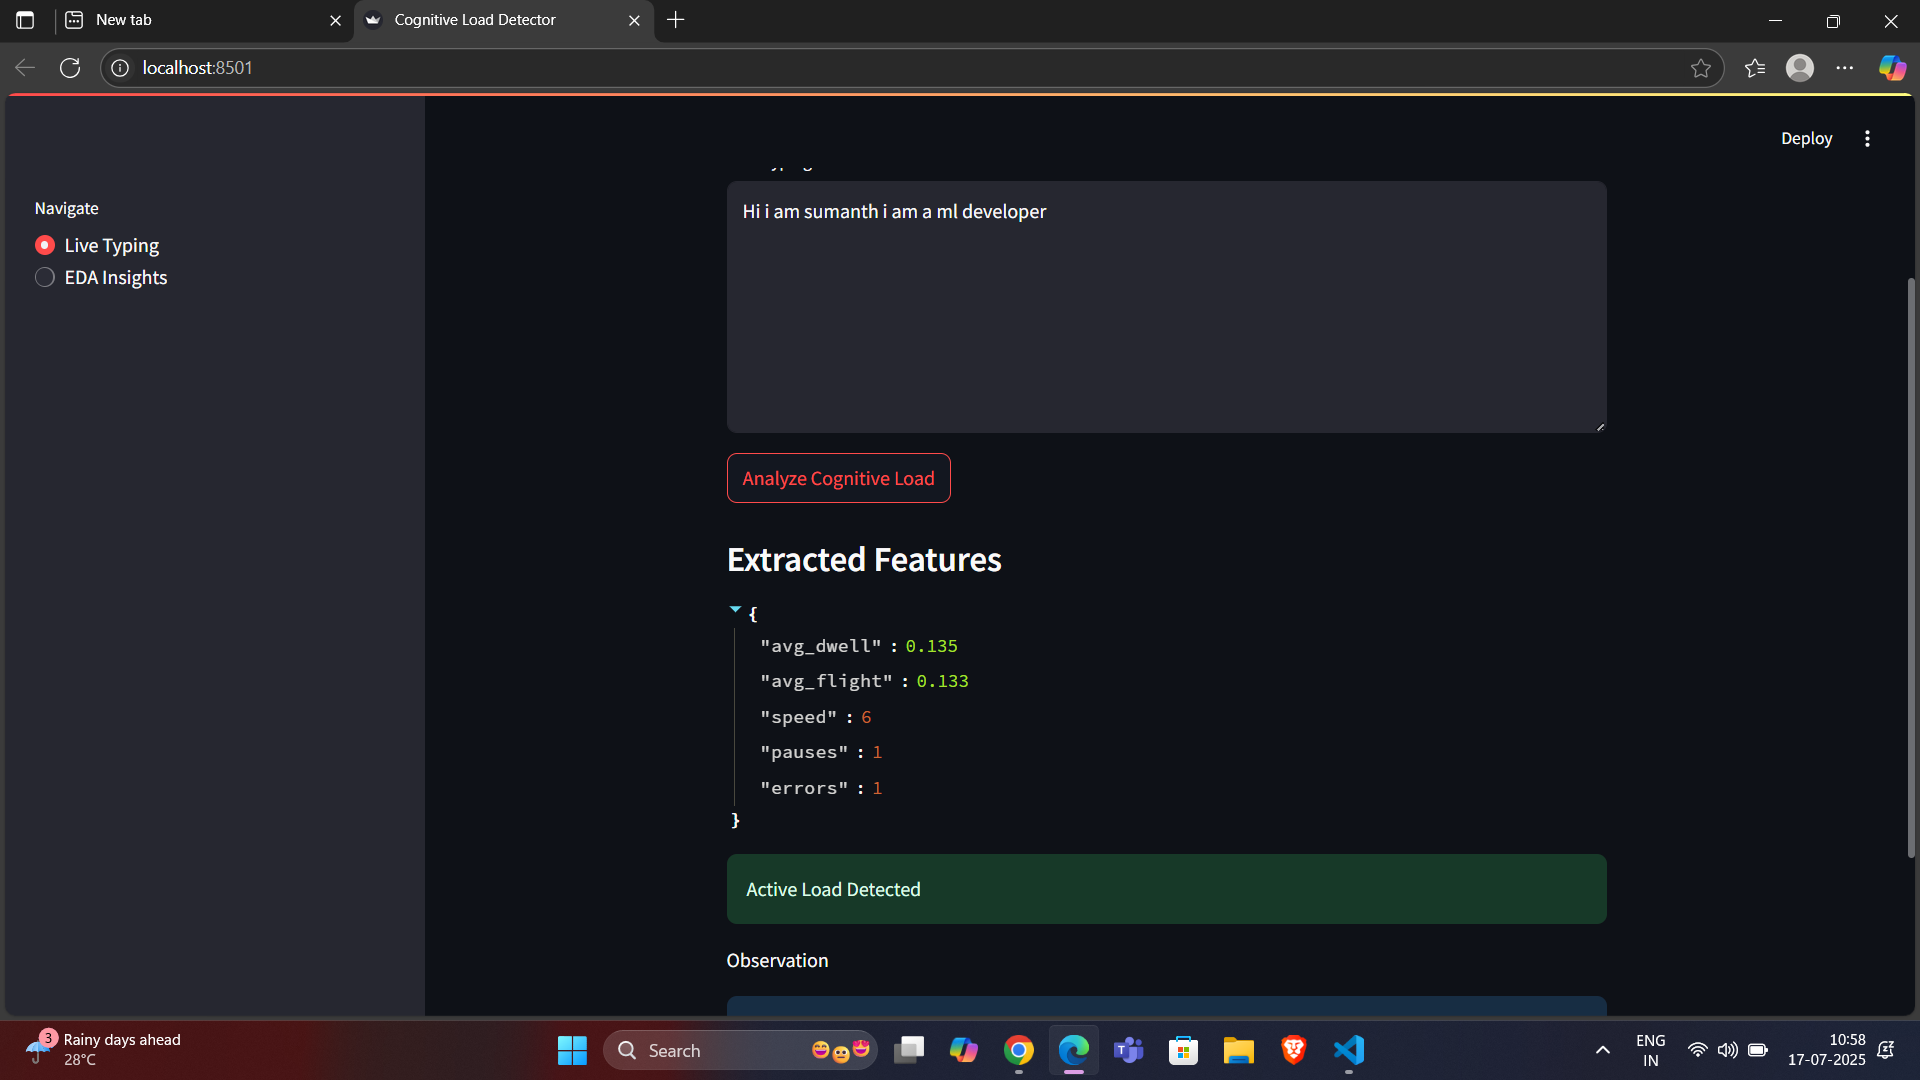 New tab
Cognitive Load Detector
localhost:8501
Deploy
Navigate
Live Typing
EDA Insights
Hi i am sumanth i am a ml developer
Analyze Cognitive Load
Extracted Features
{
"avg_dwell" : 0.135
"avg_flight" : 0.133
"speed" : 6
"pauses" : 1
"errors" : 1
}
Active Load Detected
Observation
3
Rainy days ahead
28°C
Search
ENG
IN
10:58
17-07-2025